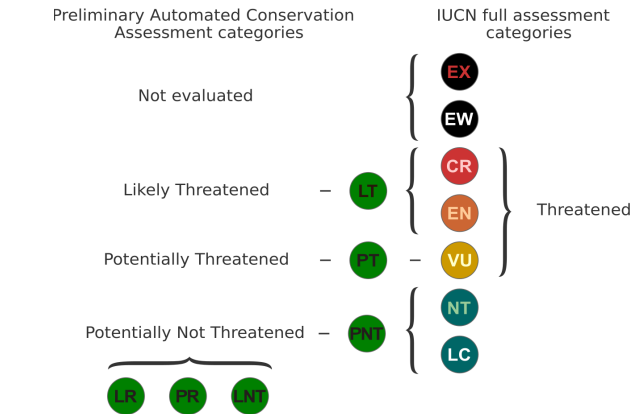 Preliminary Automated Conservation
Assessment categories
IUCN full assessment
categories
EX
Not evaluated
EW
CR
Likely Threatened – LT
EN
Threatened
Potentially Threatened – PT – VU
NT
Potentially Not Threatened – PNT
LC
LR PR LNT